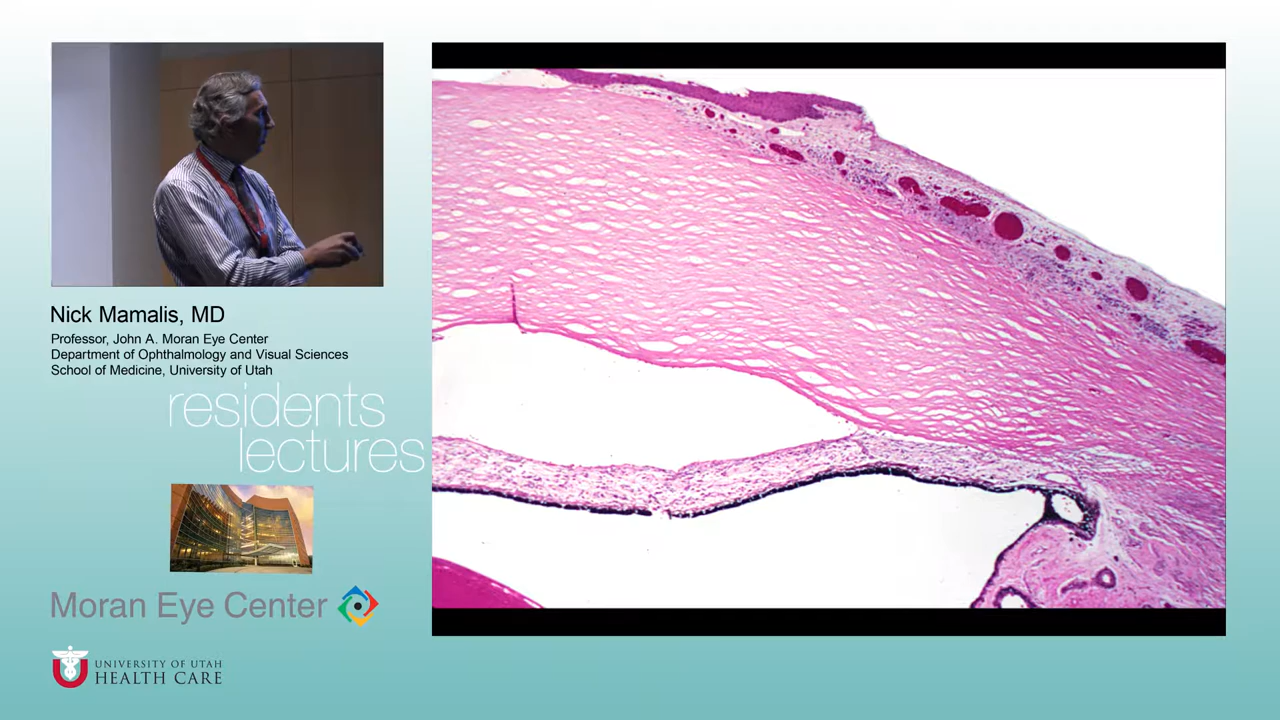 Nick Mamalis, MD
Professor, John A. Moran Eye Center
Department of Ophthalmology and Visual Sciences
School of Medicine, University of Utah
residents
lectures
Moran Eye Center
UNIVERSITY OF UTAH
HEALTH CARE